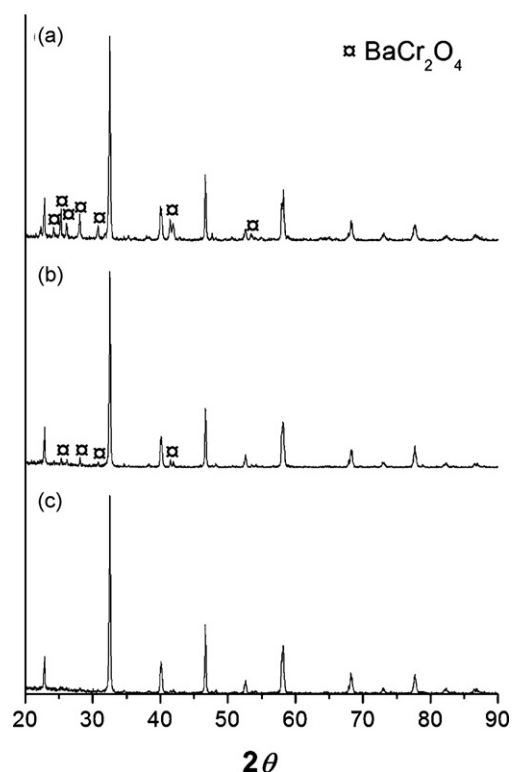 (a)
¤ BaCr₂O₄
¤ ¤ ¤ ¤ ¤ ¤ ¤
(b)
¤ ¤ ¤ ¤
(c)
20 30 40 50 60 70 80 90
2θ